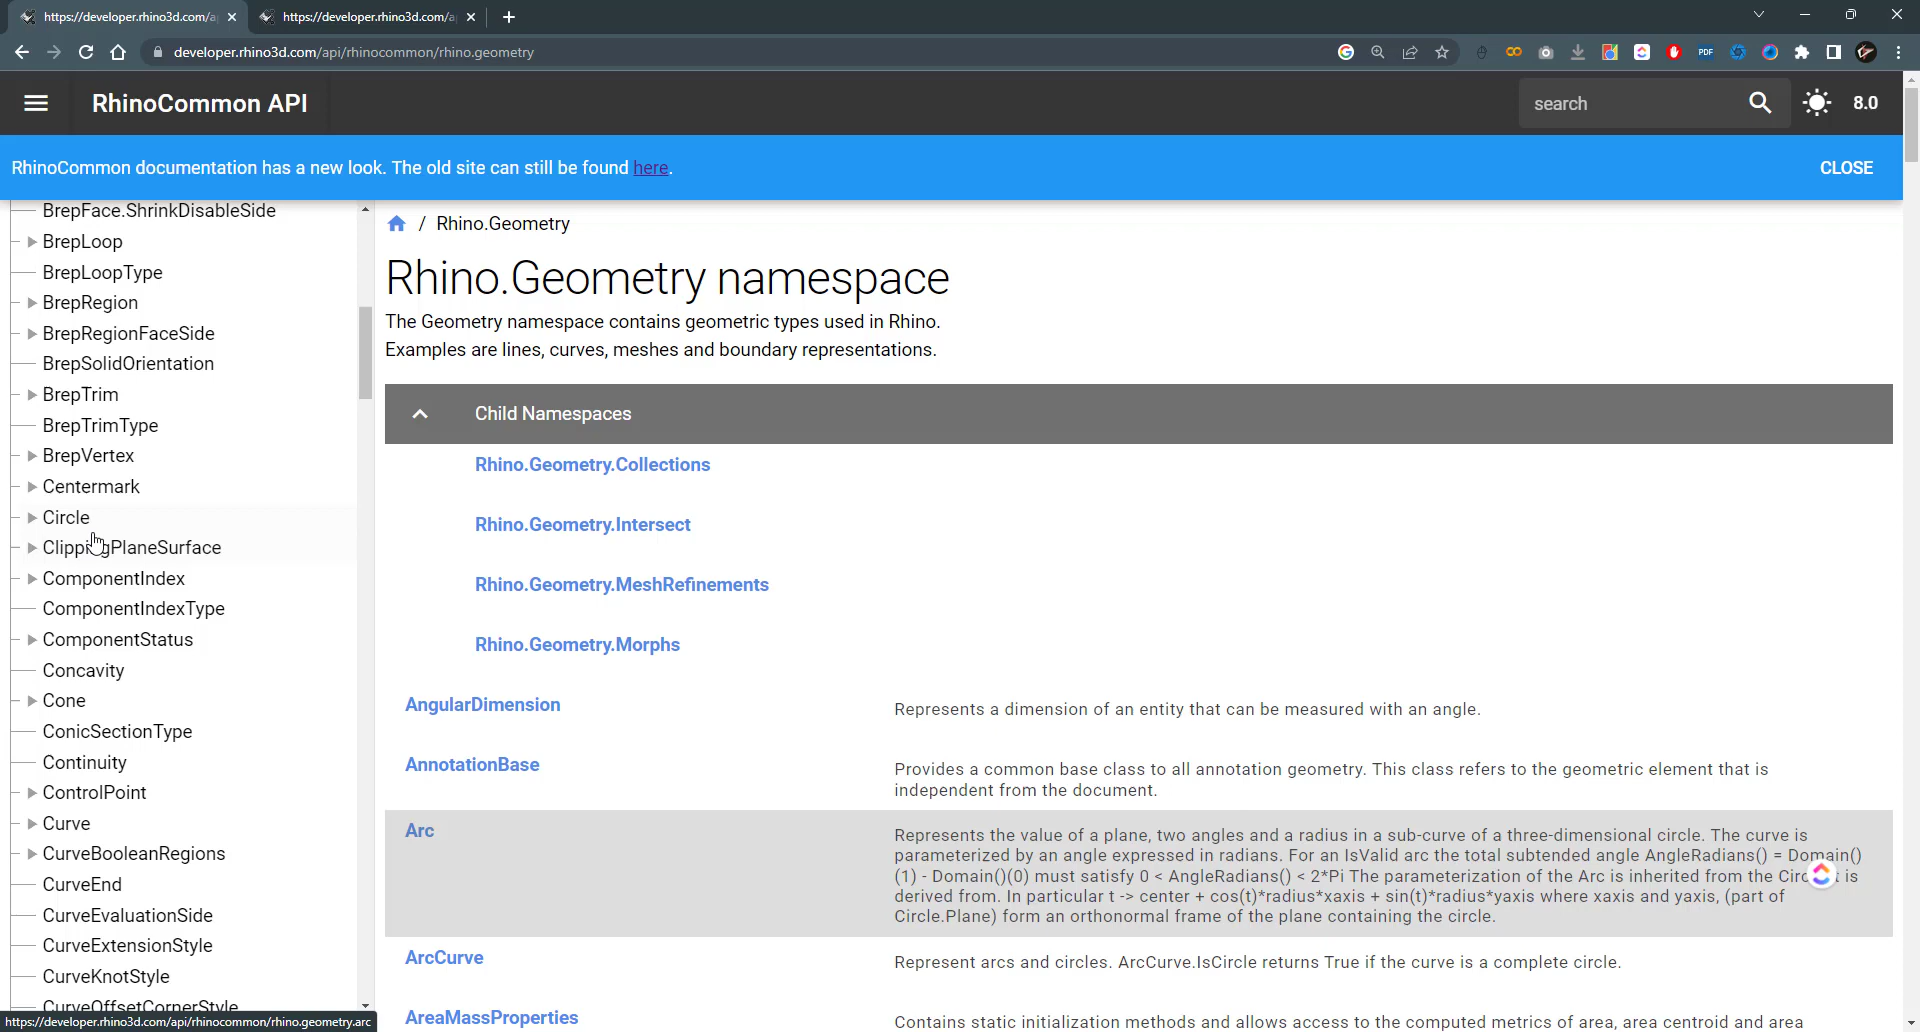 https://developer.rhino3d.com/a
https://developer.rhino3d.com/a
developer.rhino3d.com/api/rhinocommon/rhino.geometry
PDF
RhinoCommon API
search
8.0
RhinoCommon documentation has a new look. The old site can still be found here.
CLOSE
BrepFace.ShrinkDisableSide
BrepLoop
BrepLoopType
BrepRegion
BrepRegionFaceSide
BrepSolidOrientation
BrepTrim
BrepTrimType
BrepVertex
Centermark
Circle
ClippingPlaneSurface
ComponentIndex
ComponentIndexType
ComponentStatus
Concavity
Cone
ConicSectionType
Continuity
ControlPoint
Curve
CurveBooleanRegions
CurveEnd
CurveEvaluationSide
CurveExtensionStyle
CurveKnotStyle
CurveOffsetCornerStyle
https://developer.rhino3d.com/api/rhinocommon/rhino.geometry.arc
/ Rhino.Geometry
Rhino.Geometry namespace
The Geometry namespace contains geometric types used in Rhino.
Examples are lines, curves, meshes and boundary representations.
Child Namespaces
Rhino.Geometry.Collections
Rhino.Geometry.Intersect
Rhino.Geometry.MeshRefinements
Rhino.Geometry.Morphs
AngularDimension
Represents a dimension of an entity that can be measured with an angle.
AnnotationBase
Provides a common base class to all annotation geometry. This class refers to the geometric element that is
independent from the document.
Arc
Represents the value of a plane, two angles and a radius in a sub-curve of a three-dimensional circle. The curve is
parameterized by an angle expressed in radians. For an IsValid arc the total subtended angle AngleRadians() = Domain()
(1) - Domain()(0) must satisfy 0 < AngleRadians() < 2*Pi The parameterization of the Arc is inherited from the is
derived from. In particular t -> center + cos(t)*radius*xaxis + sin(t)*radius*yaxis where xaxis and yaxis, (part of
Circle.Plane) form an orthonormal frame of the plane containing the circle.
ArcCurve
Represent arcs and circles. ArcCurve.IsCircle returns True if the curve is a complete circle.
AreaMassProperties
Contains static initialization methods and allows access to the computed metrics of area, area centroid and area